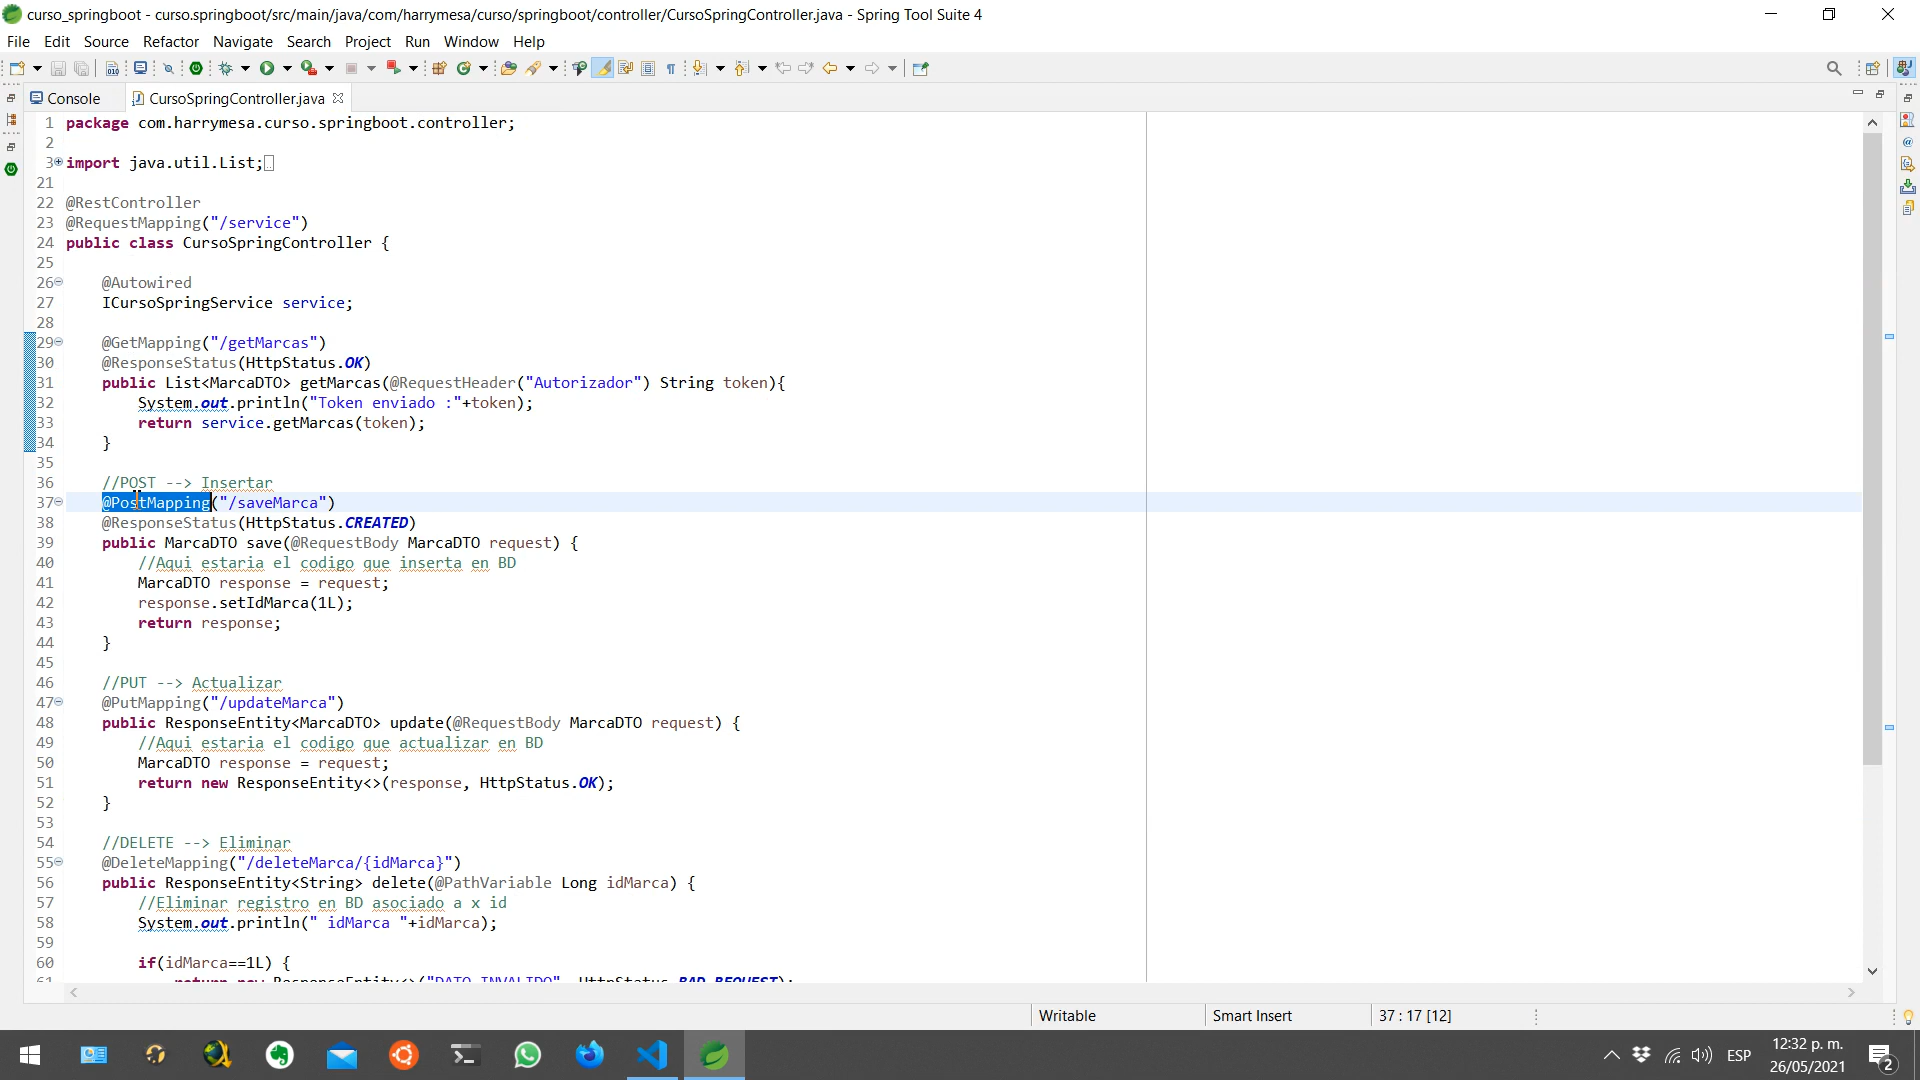 curso_springboot - curso.springboot/src/main/java/com/harrymesa/curso/springboot/controller/CursoSpringController.java - Spring Tool Suite 4
File Edit Source Refactor Navigate Search Project Run Window Help
Console CursoSpringController.java
1 package com.harrymesa.curso.springboot.controller;
2
3 import java.util.List;
21
22 @RestController
23 @RequestMapping("/service")
24 public class CursoSpringController {
25
26 @Autowired
27 ICursoSpringService service;
28
29 @GetMapping("/getMarcas")
30 @ResponseStatus(HttpStatus.OK)
31 public List<MarcaDTO> getMarcas(@RequestHeader("Autorizador") String token){
32 System.out.println("Token enviado :"+token);
33 return service.getMarcas(token);
34 }
35
36 //POST --> Insertar
37 @PostMapping("/saveMarca")
38 @ResponseStatus(HttpStatus.CREATED)
39 public MarcaDTO save(@RequestBody MarcaDTO request) {
40 //Aqui estaria el codigo que inserta en BD
41 MarcaDTO response = request;
42 response.setIdMarca(1L);
43 return response;
44 }
45
46 //PUT --> Actualizar
47 @PutMapping("/updateMarca")
48 public ResponseEntity<MarcaDTO> update(@RequestBody MarcaDTO request) {
49 //Aqui estaria el codigo que actualizar en BD
50 MarcaDTO response = request;
51 return new ResponseEntity<>(response, HttpStatus.OK);
52 }
53
54 //DELETE --> Eliminar
55 @DeleteMapping("/deleteMarca/{idMarca}")
56 public ResponseEntity<String> delete(@PathVariable Long idMarca) {
57 //Eliminar registro en BD asociado a x id
58 System.out.println(" idMarca "+idMarca);
59
60 if(idMarca==1L) {
61 return new ResponseEntity<>("DATO INVALIDO", HttpStatus.BAD_REQUEST);
Writable Smart Insert 37 : 17 [12]
ESP 12:32 p. m.
26/05/2021
2